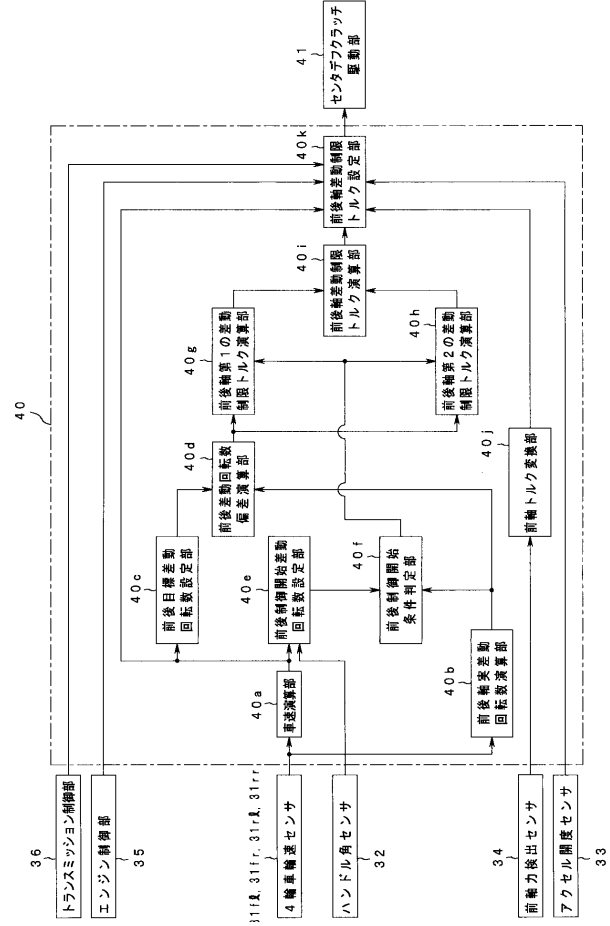 40
36
トランスミッション制御部
エンジン制御部
35
31fℓ, 31fr, 31rℓ, 31rr
4輪車輪速センサ
ハンドル角センサ
32
34
前軸力検出センサ
アクセル開度センサ
33
40a
車速演算部
40b
前後軸実差動
回転数演算部
40c
前後目標差動
回転数設定部
40e
前後制御開始差動
回転数設定部
40f
前後制御開始
条件判定部
40d
前後差動回転数
偏差演算部
40g
前後軸第1の差動
制限トルク演算部
40h
前後軸第2の差動
制限トルク演算部
40i
前後軸差動制限
トルク演算部
40j
前軸トルク変換部
40k
前後軸差動制限
トルク設定部
41
センタデフクラッチ
駆動部